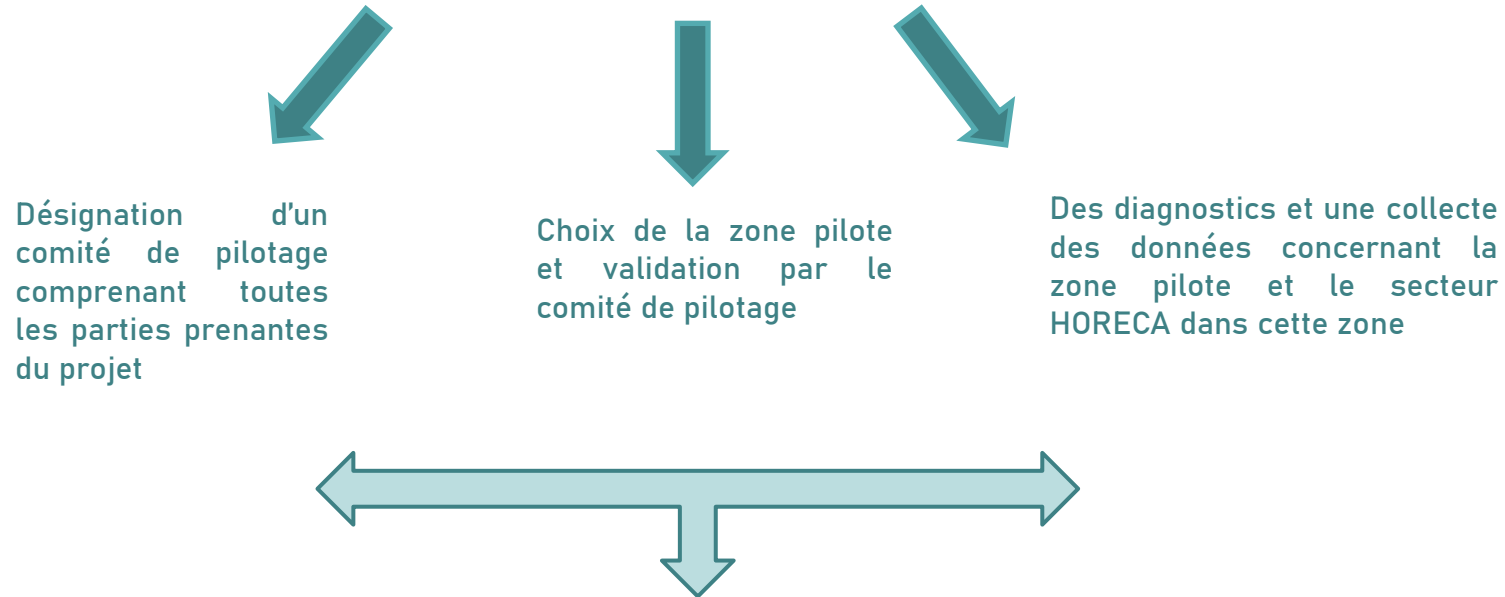 Désignation d'un
comité de pilotage
comprenant toutes
les parties prenantes
du projet
Choix de la zone pilote
et validation par le
comité de pilotage
Des diagnostics et une collecte
des données concernant la
zone pilote et le secteur
HORECA dans cette zone